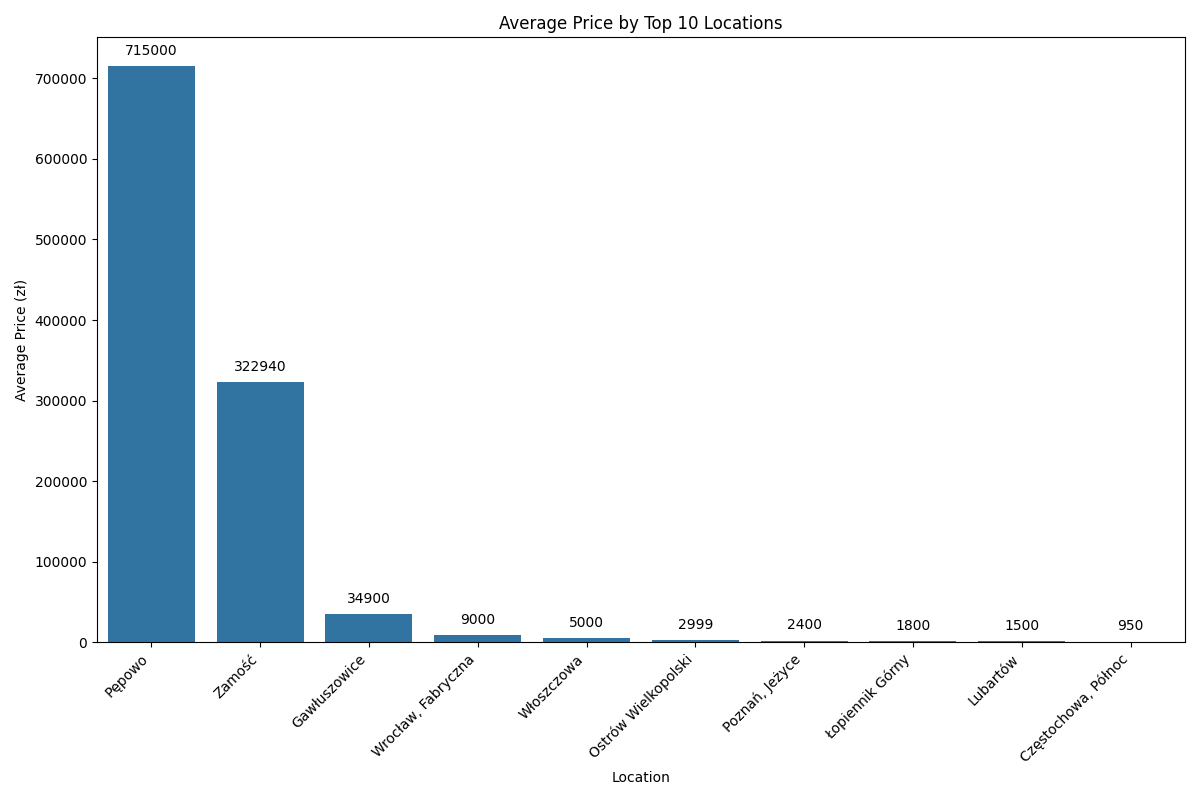 Average Price by Top 10 Locations
Average Price (zł)
700000
600000
500000
400000
300000
200000
100000
0
715000
322940
34900
9000
5000
2999
2400
1800
1500
950
Pępowo
Zamość
Gawłuszowice
Wrocław, Fabryczna
Włoszczowa
Ostrów Wielkopolski
Poznań, Jeżyce
Łopiennik Górny
Lubartów
Częstochowa, Północ
Location